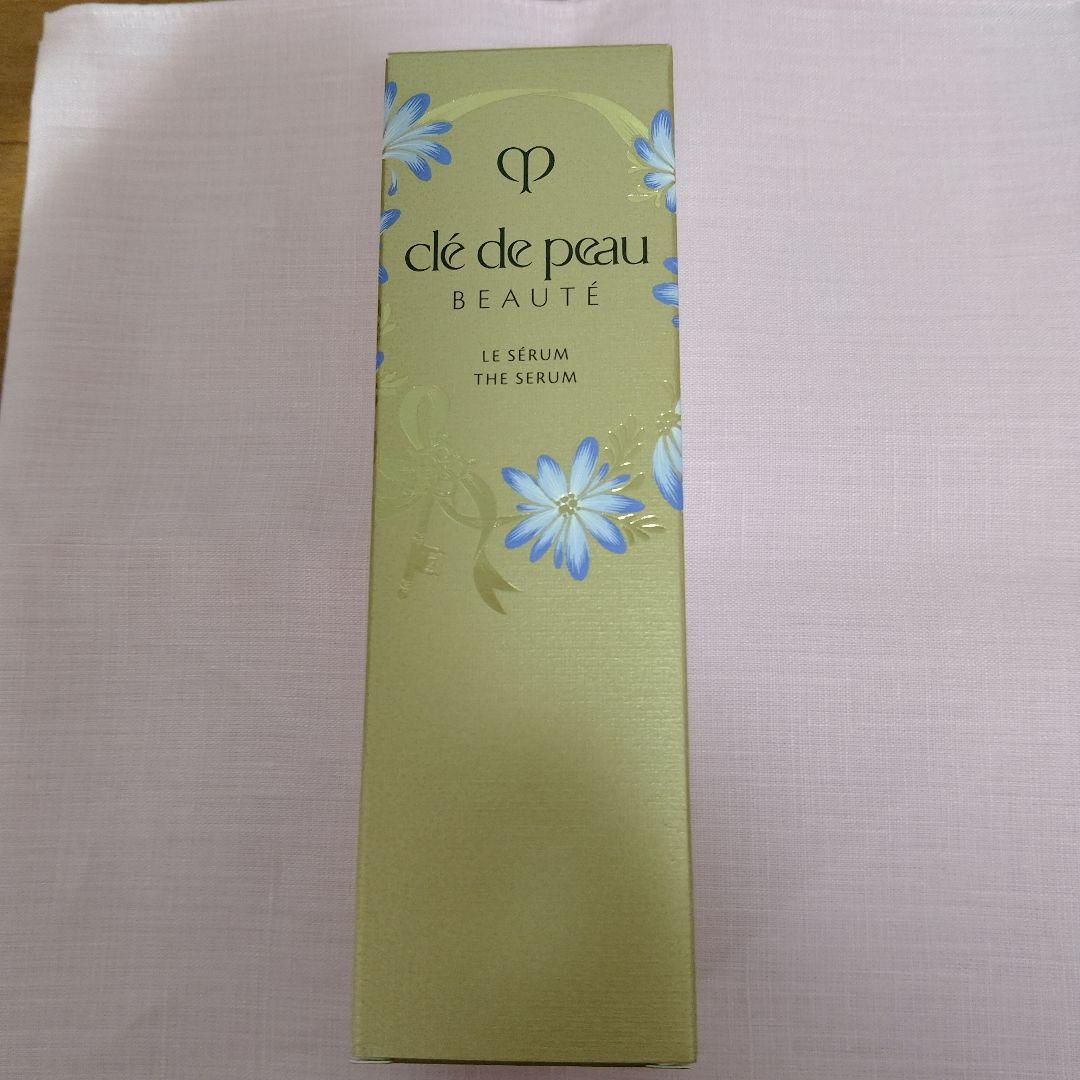 clé de peau
BEAUTÉ
LE SÉRUM
THE SERUM